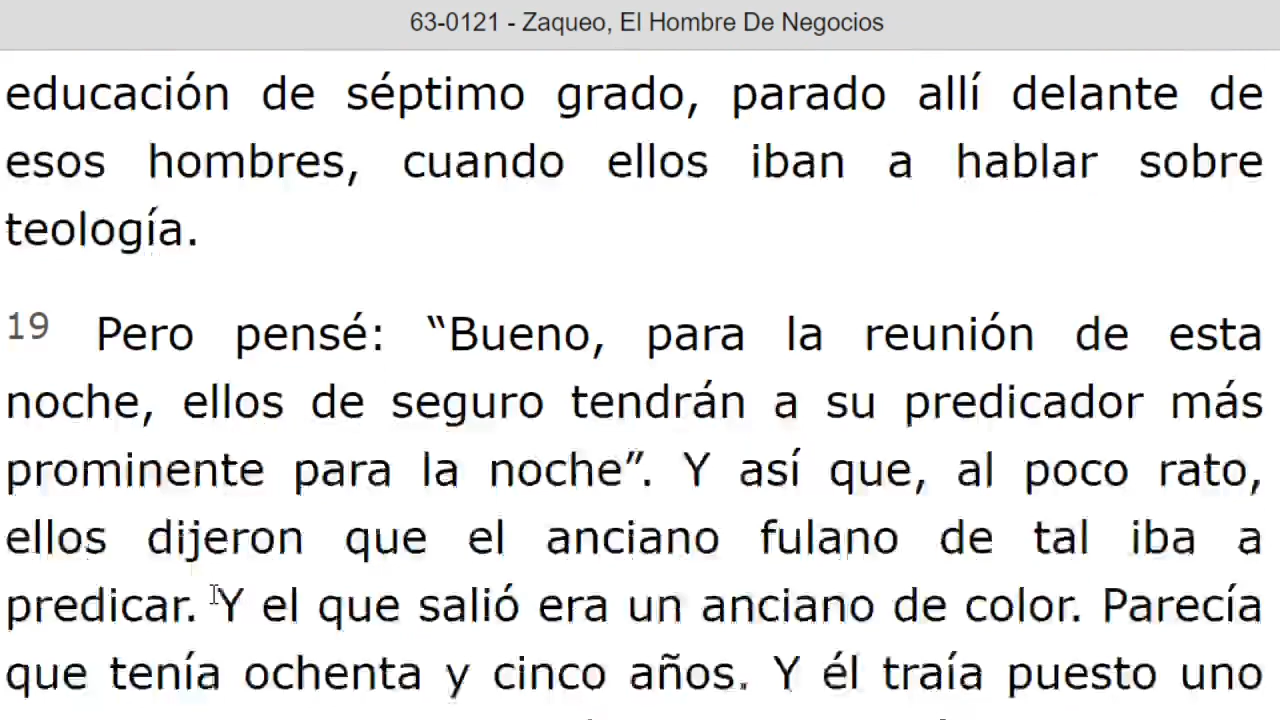 63-0121 - Zaqueo, El Hombre De Negocios
educación de séptimo grado, parado allí delante de
esos hombres, cuando ellos iban a hablar sobre
teología.
19 Pero pensé: “Bueno, para la reunión de esta
noche, ellos de seguro tendrán a su predicador más
prominente para la noche”. Y así que, al poco rato,
ellos dijeron que el anciano fulano de tal iba a
predicar. Y el que salió era un anciano de color. Parecía
que tenía ochenta y cinco años. Y él traía puesto uno